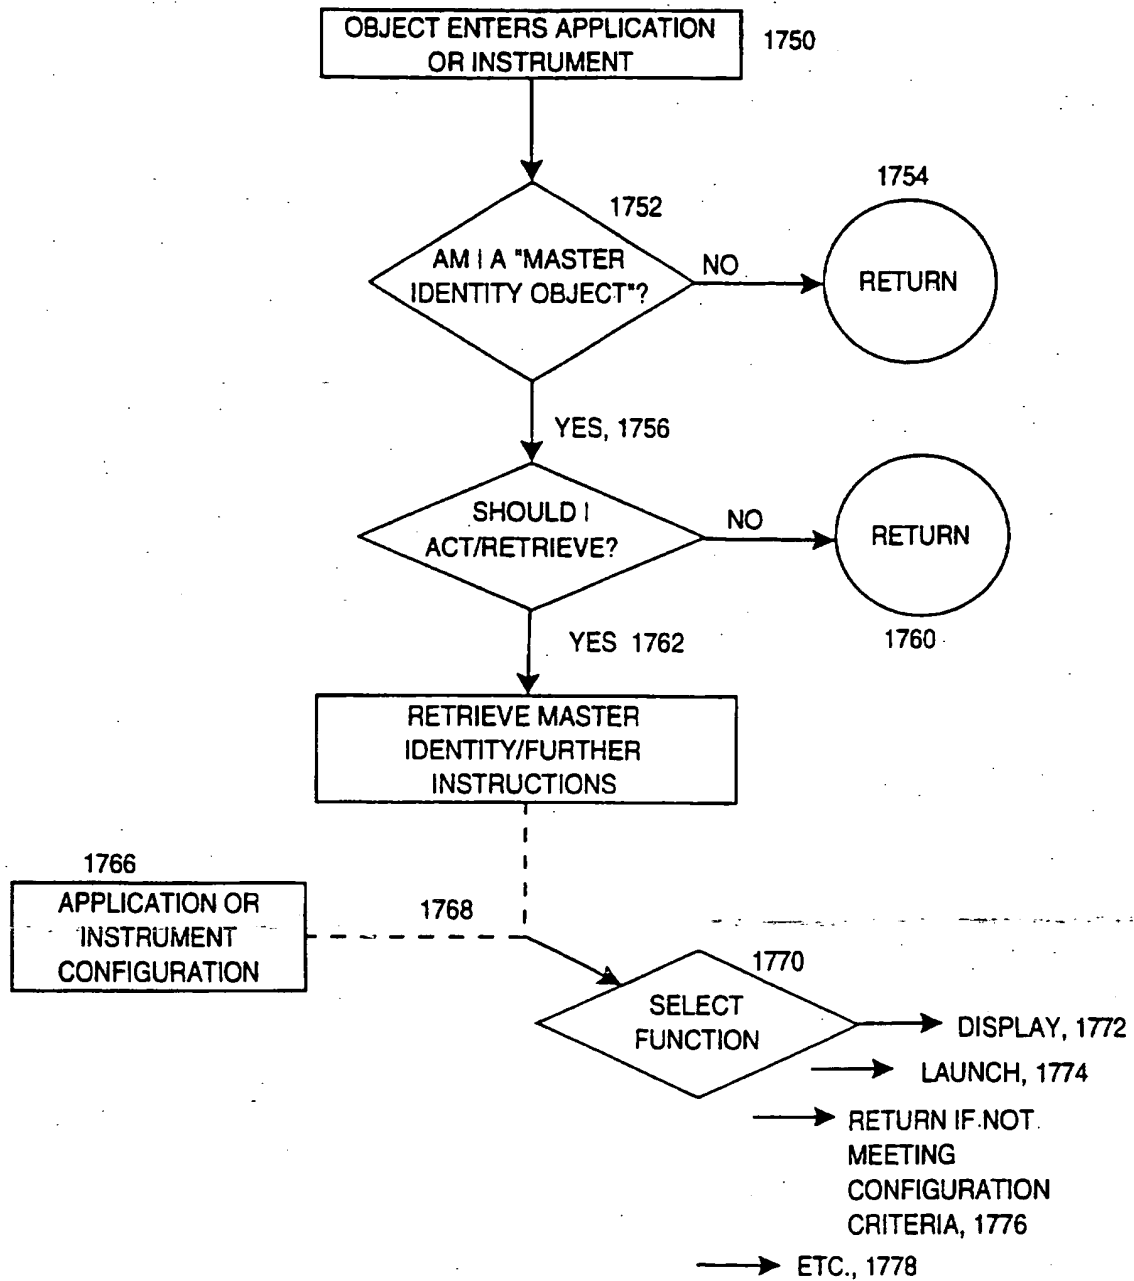 OBJECT ENTERS APPLICATION
OR INSTRUMENT
1750
1752
AM I A "MASTER
IDENTITY OBJECT"?
NO
1754
RETURN
YES, 1756
SHOULD I
ACT/RETRIEVE?
NO
RETURN
1760
YES 1762
RETRIEVE MASTER
IDENTITY/FURTHER
INSTRUCTIONS
1766
APPLICATION OR
INSTRUMENT
CONFIGURATION
1768
1770
SELECT
FUNCTION
DISPLAY, 1772
LAUNCH, 1774
RETURN IF NOT
MEETING
CONFIGURATION
CRITERIA, 1776
ETC., 1778